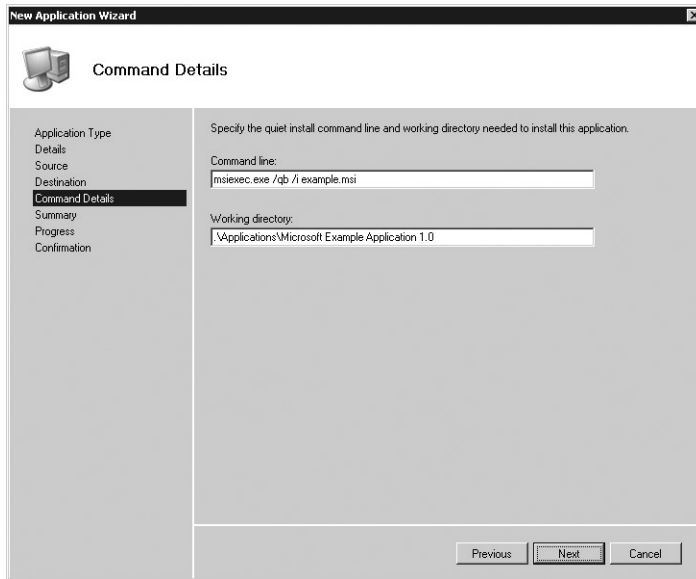 New Application Wizard
Command Details
Application Type
Details
Source
Destination
Command Details
Summary
Progress
Confirmation
Specify the quiet install command line and working directory needed to install this application.
Command line:
msiexec.exe /qb /i example.msi
Working directory:
.\Applications\Microsoft Example Application 1.0
Previous
Next
Cancel